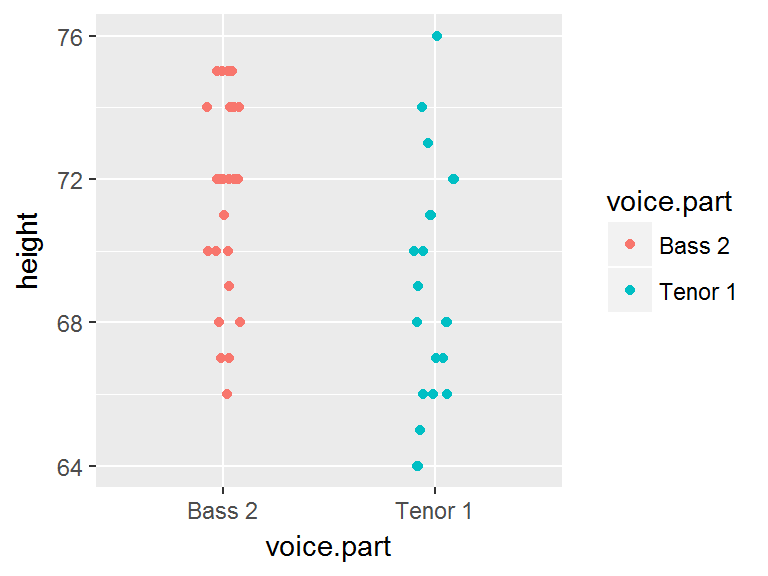 76
72
68
64
height
Bass 2
Tenor 1
voice.part
voice.part
Bass 2
Tenor 1